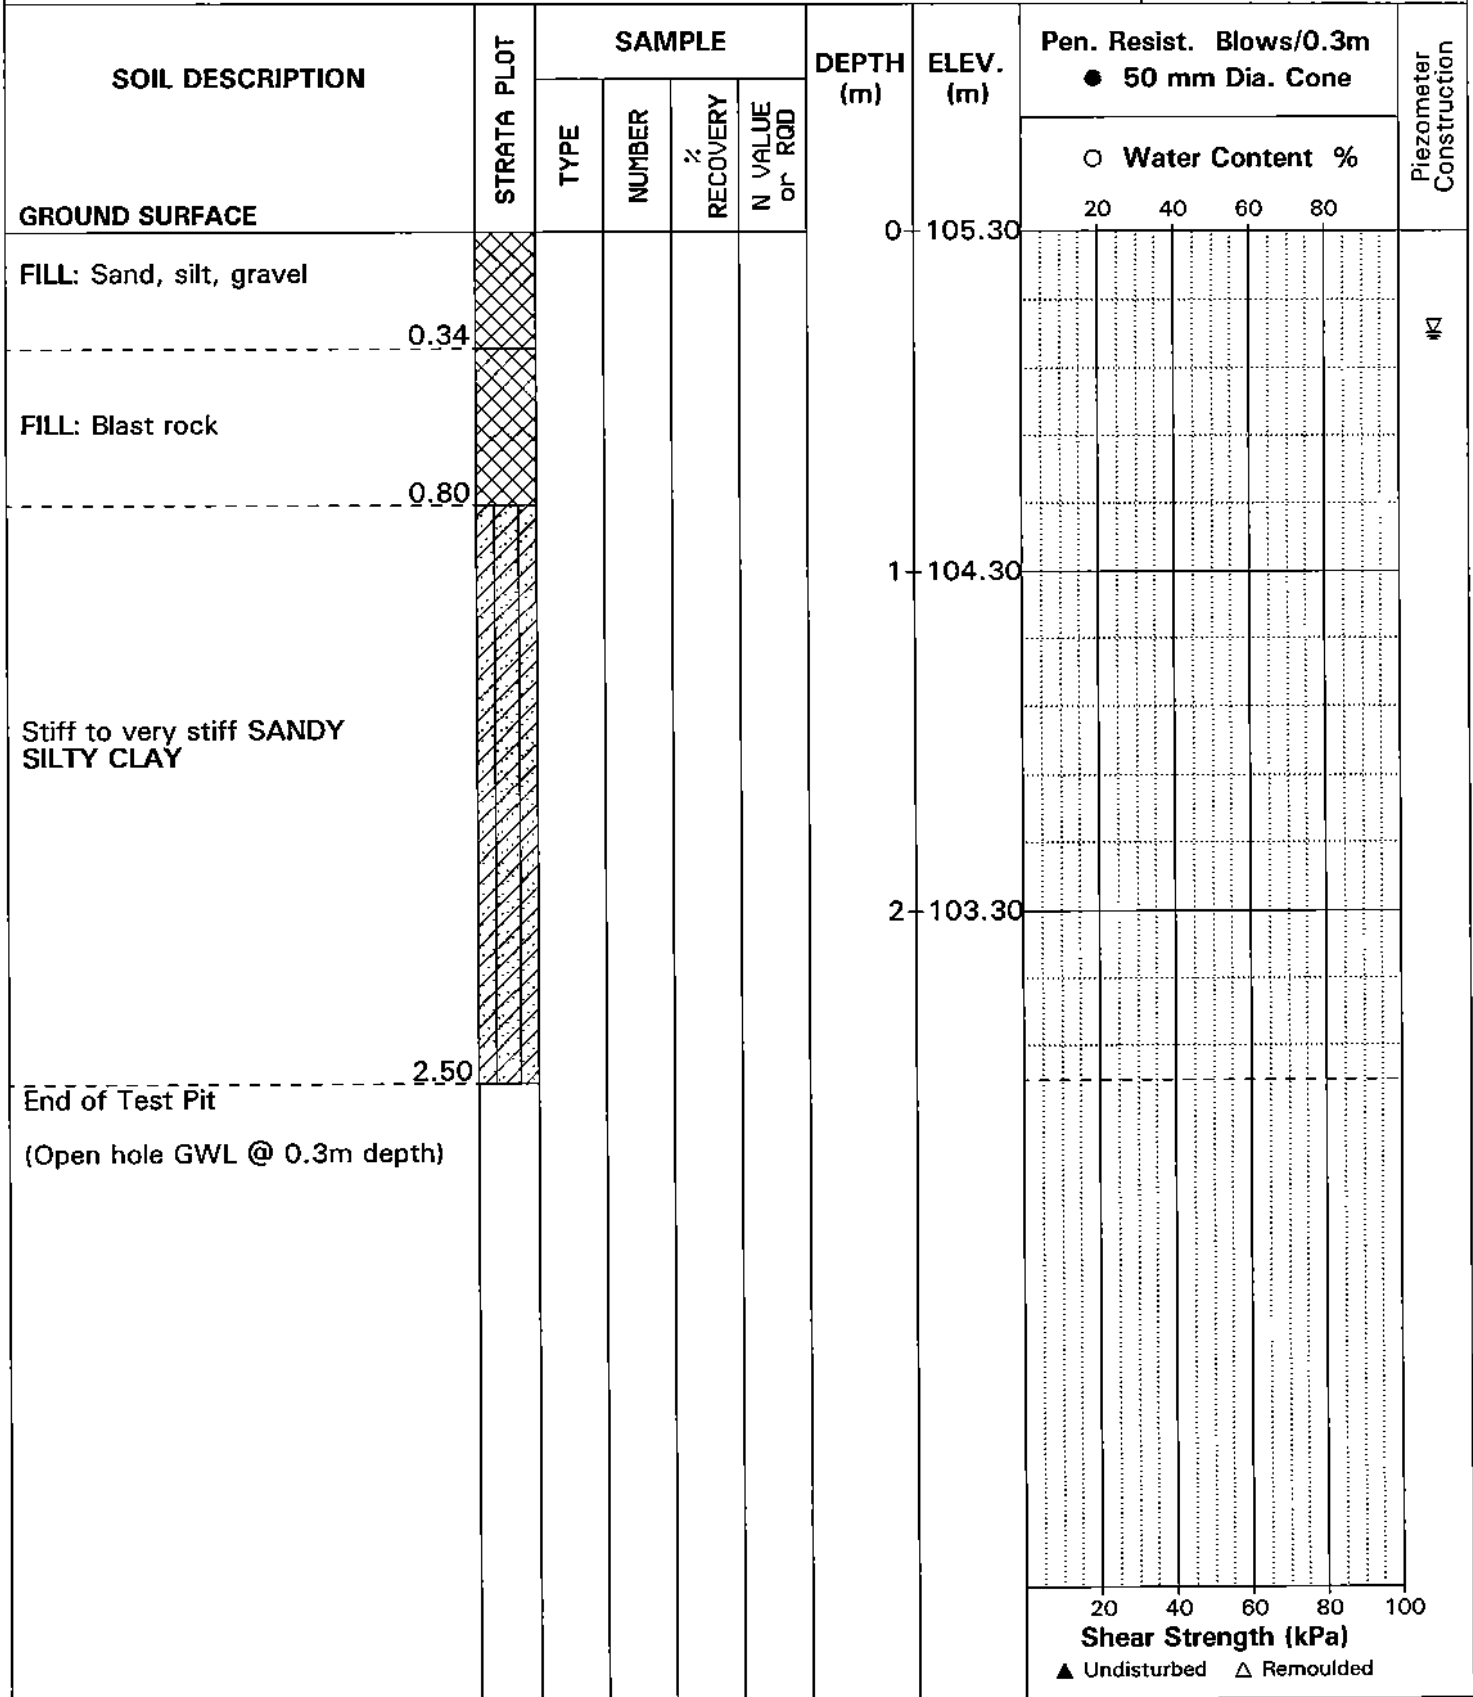 SOIL DESCRIPTION
GROUND SURFACE
STRATA PLOT
SAMPLE
TYPE
NUMBER
% RECOVERY
N VALUE
or RQD
DEPTH
(m)
ELEV.
(m)
Pen. Resist. Blows/0.3m
● 50 mm Dia. Cone
○ Water Content %
20 40 60 80
Piezometer
Construction
0 105.30
FILL: Sand, silt, gravel
0.34
FILL: Blast rock
0.80
1 104.30
Stiff to very stiff SANDY
SILTY CLAY
2 103.30
2.50
End of Test Pit
(Open hole GWL @ 0.3m depth)
20 40 60 80 100
Shear Strength (kPa)
▲ Undisturbed △ Remoulded